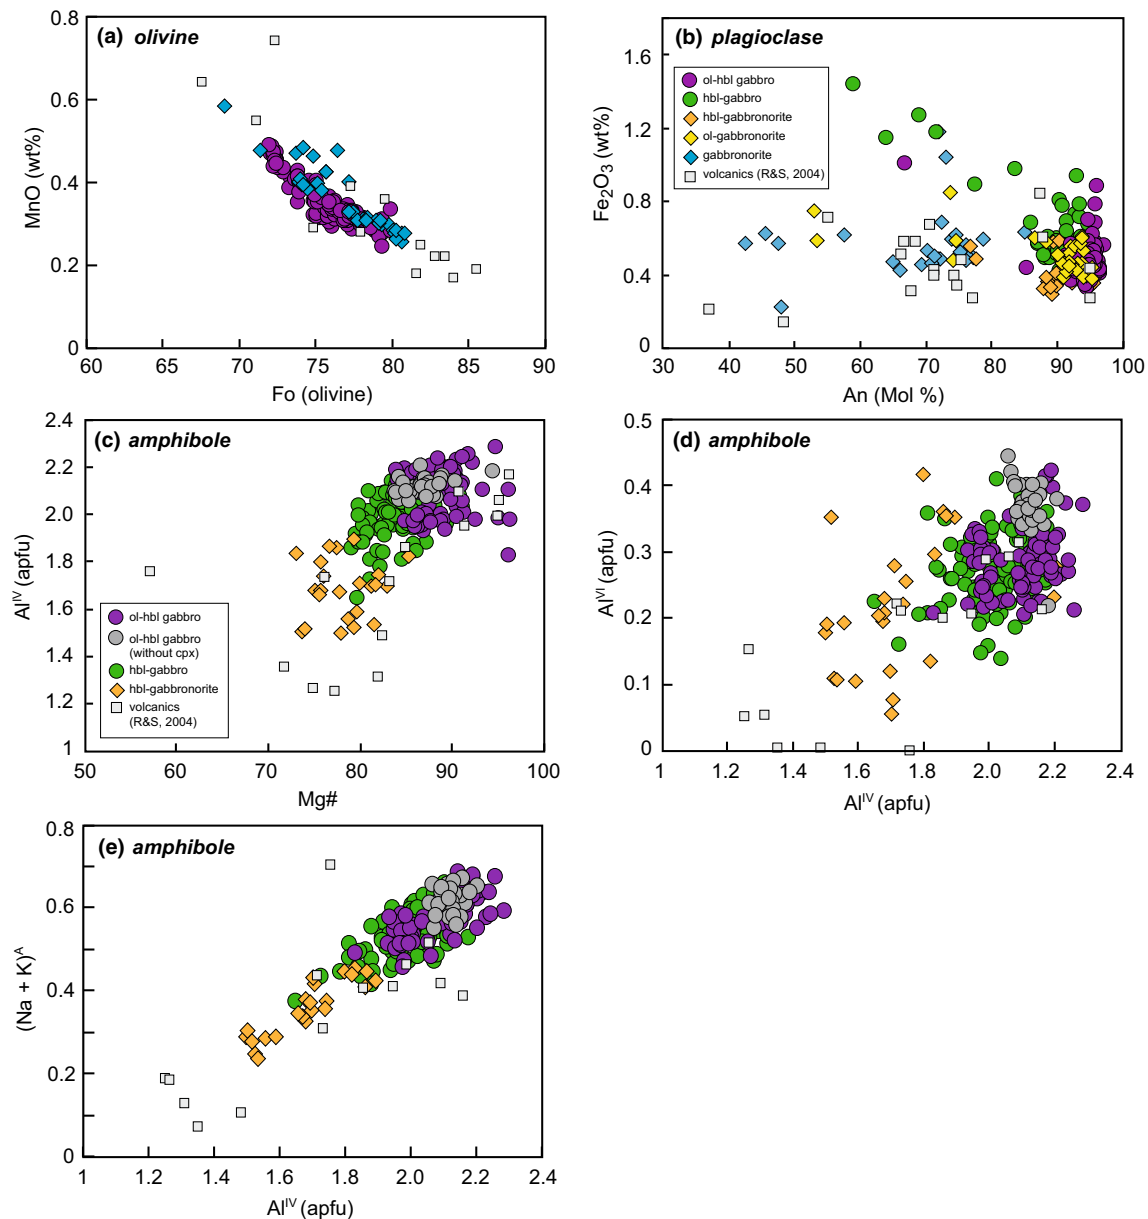 (a) olivine
0.8
0.6
0.4
0.2
0
MnO (wt%)
60
65
70
75
80
85
90
Fo (olivine)
(b) plagioclase
ol-hbl gabbro
hbl-gabbro
hbl-gabbronorite
ol-gabbronorite
gabbronorite
volcanics (R&S, 2004)
1.6
1.2
0.8
0.4
0
Fe₂O₃ (wt%)
30
40
50
60
70
80
90
100
An (Mol %)
(c) amphibole
2.4
2.2
2.0
1.8
1.6
1.4
1.2
1
Alᴵⱽ (apfu)
ol-hbl gabbro
ol-hbl gabbro
(without cpx)
hbl-gabbro
hbl-gabbronorite
volcanics
(R&S, 2004)
50
60
70
80
90
100
Mg#
(d) amphibole
0.5
0.4
0.3
0.2
0.1
0
Alⱽᴵ (apfu)
1
1.2
1.4
1.6
1.8
2.0
2.2
2.4
Alᴵⱽ (apfu)
(e) amphibole
0.8
0.6
0.4
0.2
0
(Na + K)ᴬ
1
1.2
1.4
1.6
1.8
2.0
2.2
2.4
Alᴵⱽ (apfu)